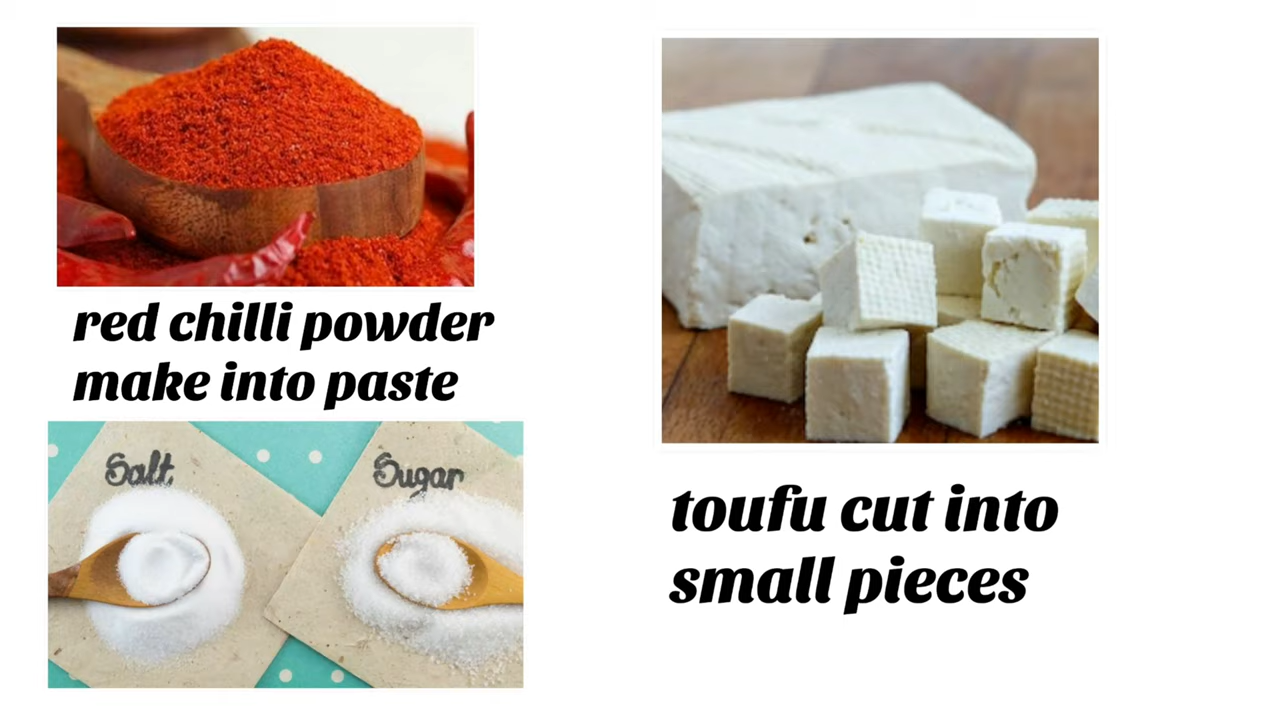 red chilli powder
make into paste
Salt
Sugar
toufu cut into
small pieces